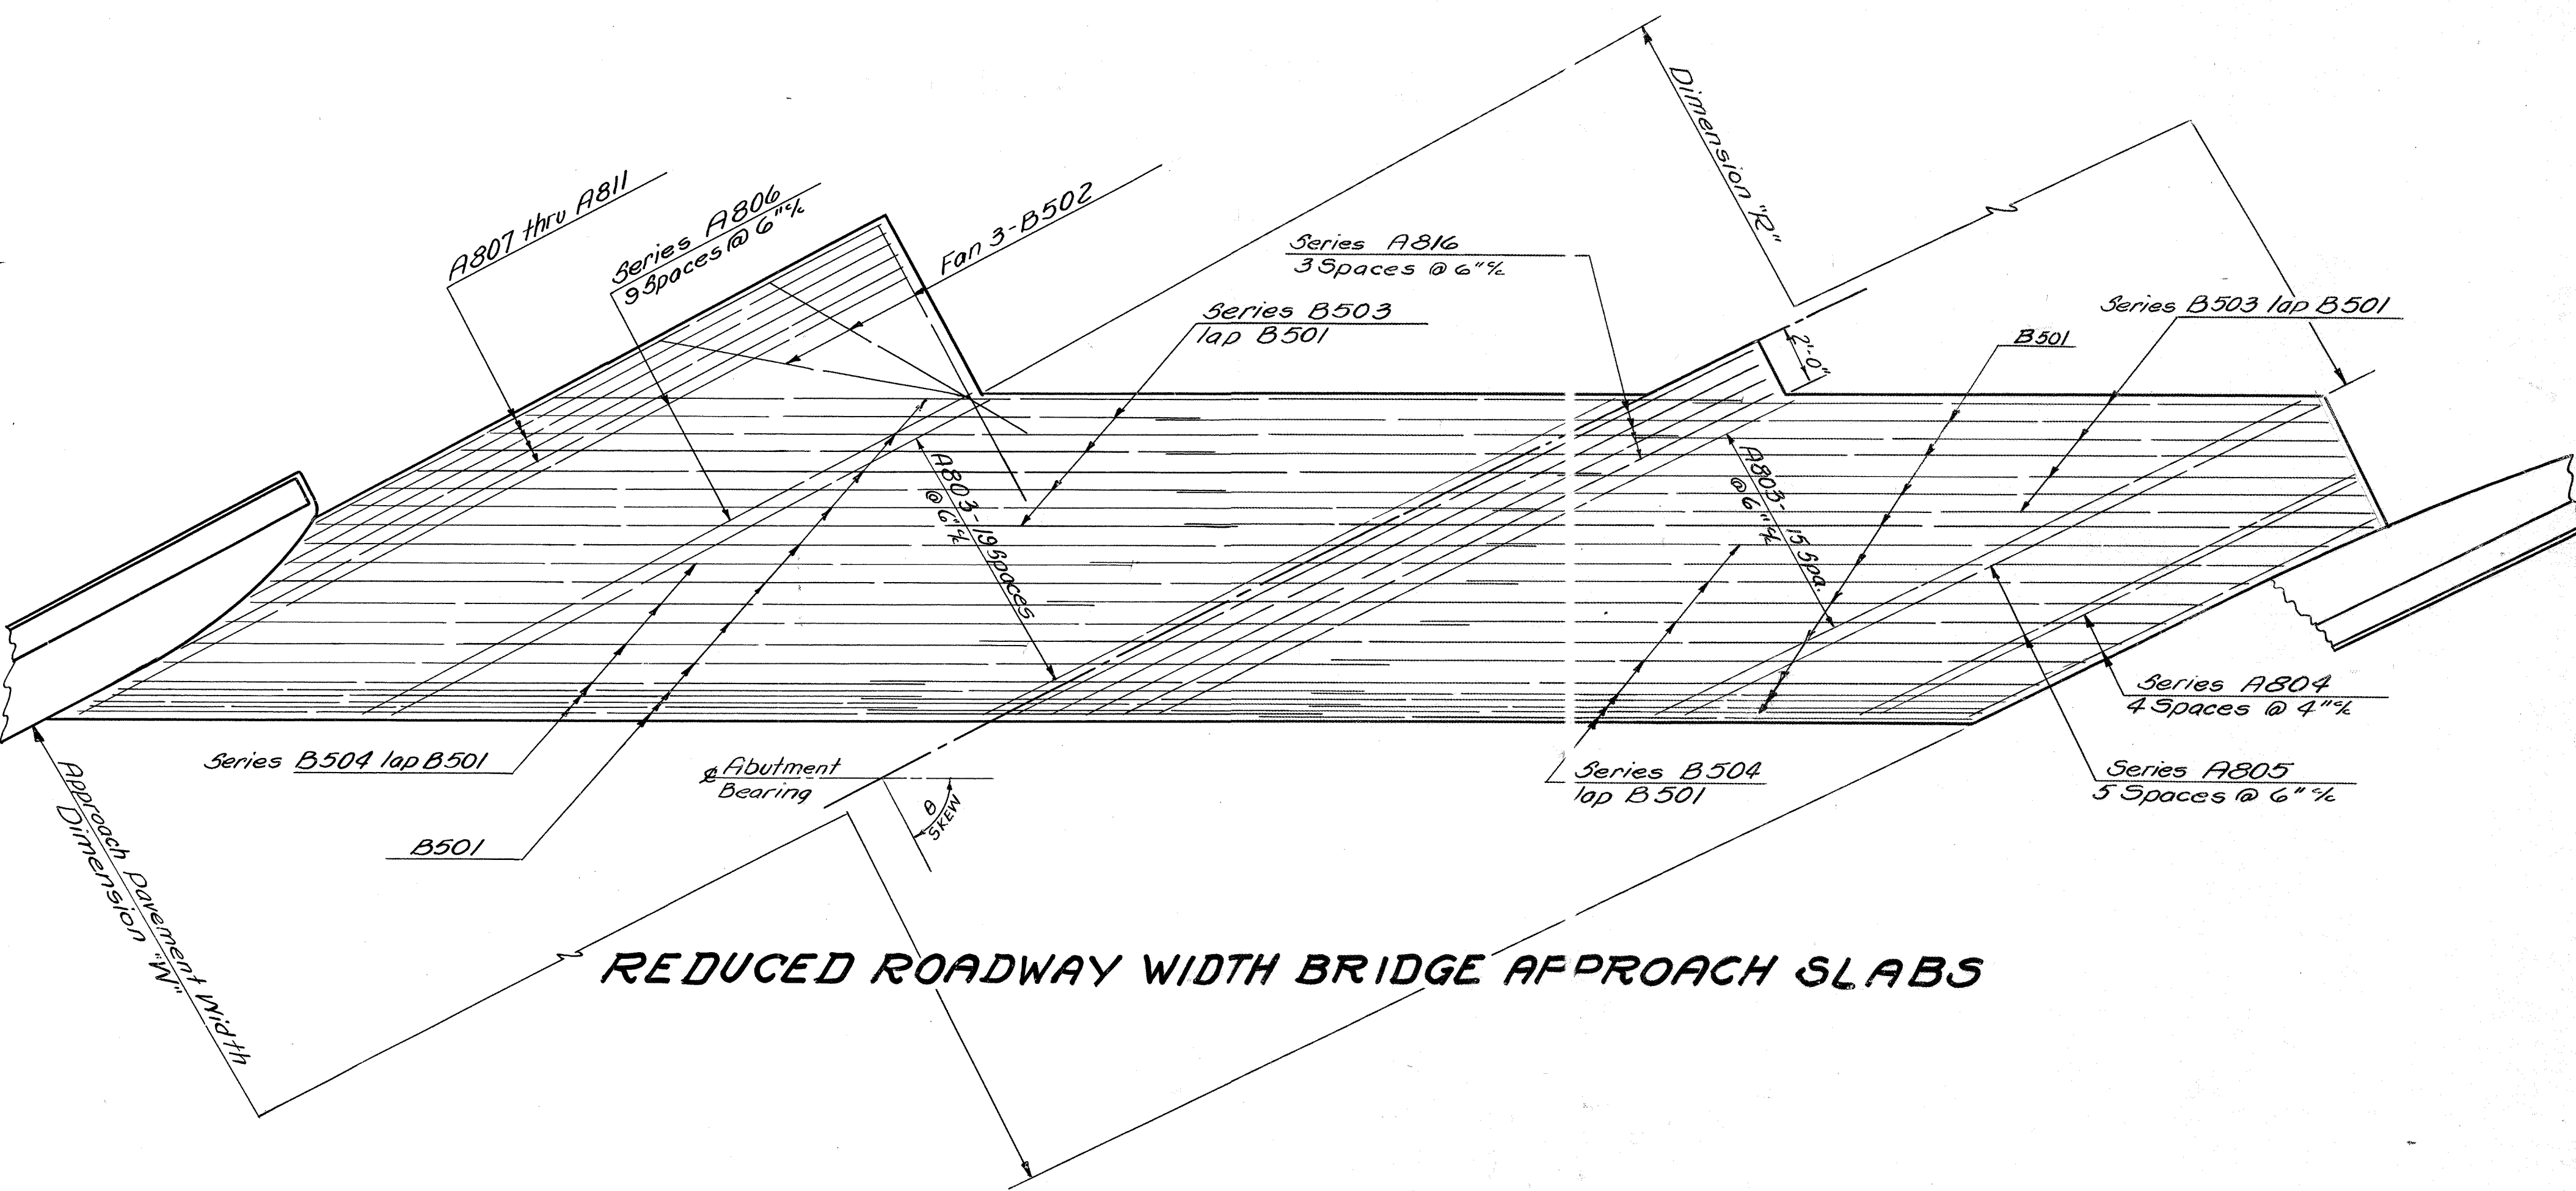 Dimension "R"
A807 thru A811
Series A806
9 Spaces @ 6" c/c
Fan 3-B502
Series A816
3 Spaces @ 6" c/c
Series B503
lap B501
Series B503 lap B501
B501
2'-0"
A803-19 Spaces
@ 6" c/c
A803- 15 Spa.
@ 6" c/c
Series A804
4 Spaces @ 4" c/c
Series B504 lap B501
℄ Abutment
Bearing
θ
SKEW
Series B504
lap B501
Series A805
5 Spaces @ 6" c/c
B501
Approach Pavement Width
Dimension "W"
REDUCED ROADWAY WIDTH BRIDGE APPROACH SLABS